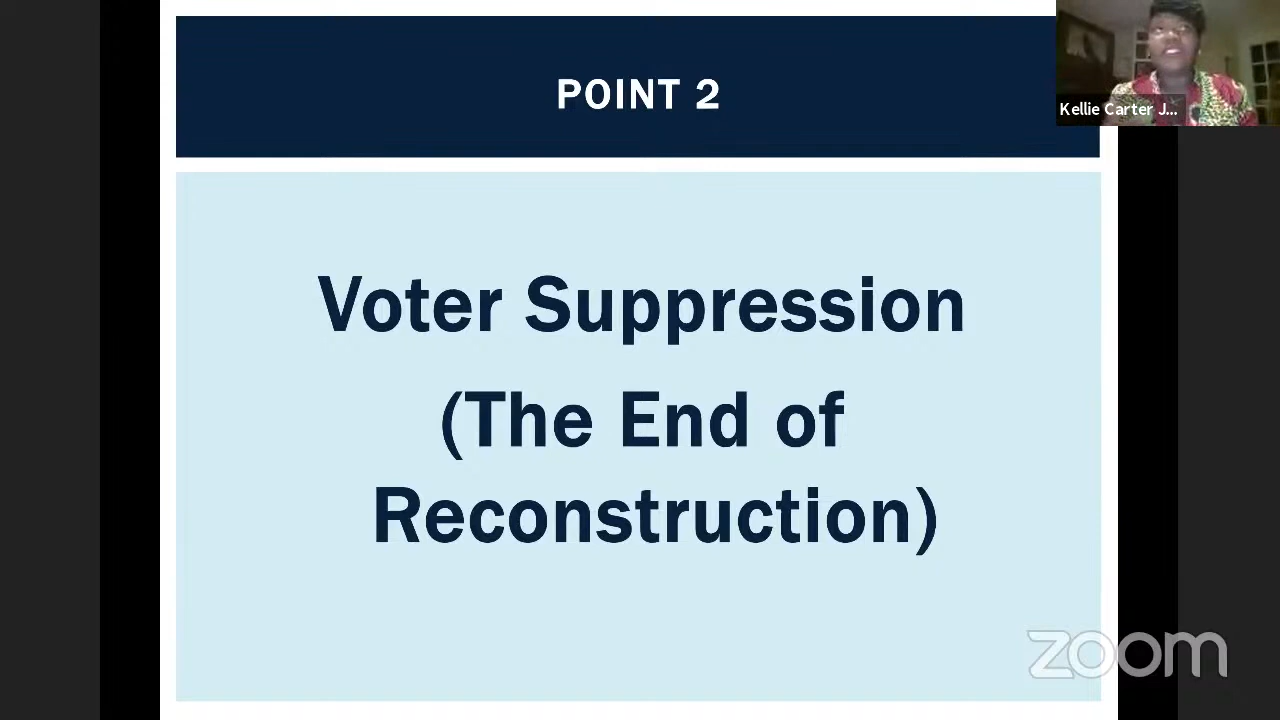 POINT 2
Kellie Carter J...
Voter Suppression
(The End of
Reconstruction)
zoom